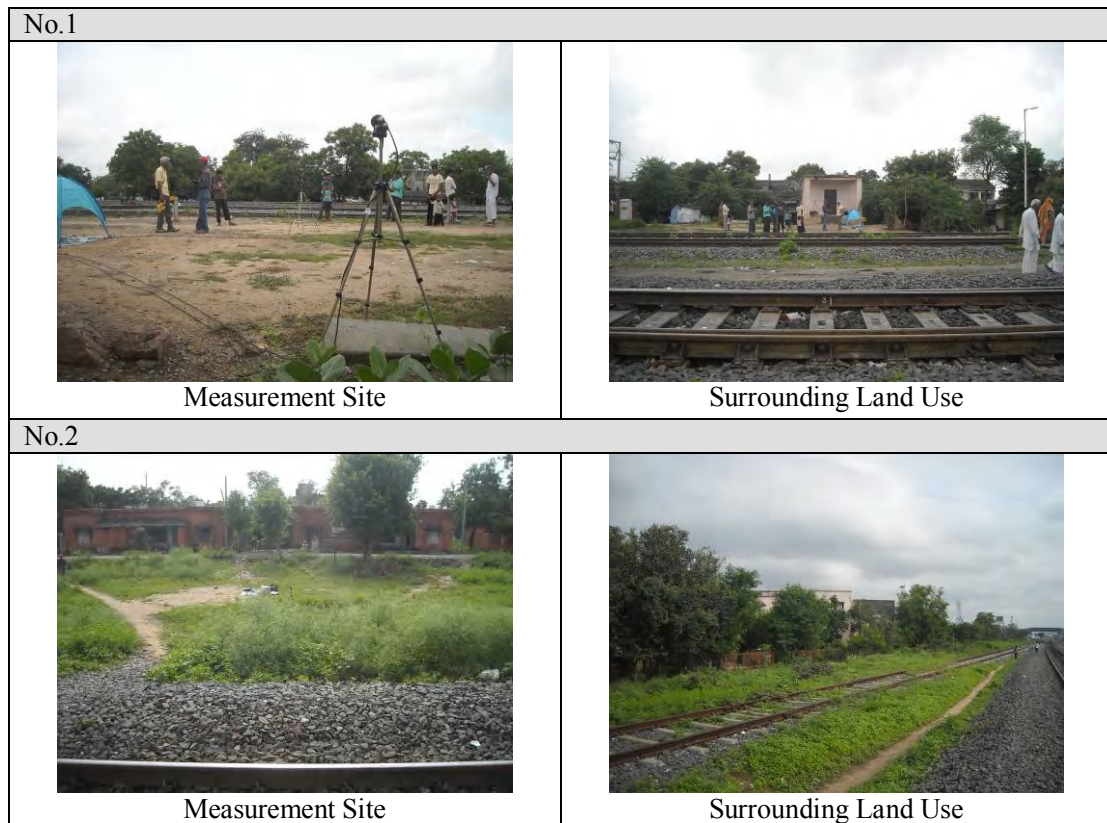 No.1
Measurement Site
Surrounding Land Use
No.2
Measurement Site
Surrounding Land Use